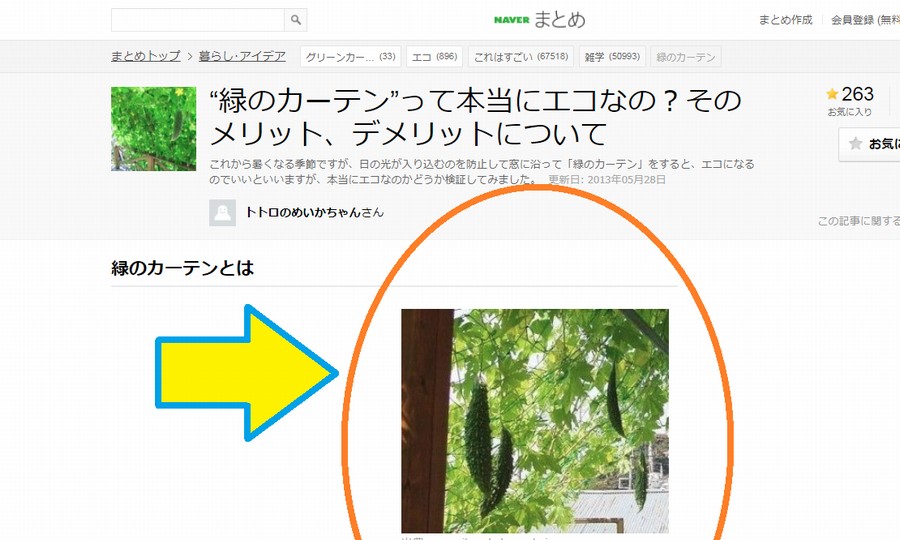 NAVER まとめ
まとめ作成
会員登録 (無料
まとめトップ > 暮らし・アイデア
グリーンカー... (33)
エコ (896)
これはすごい (67518)
雑学 (50993)
緑のカーテン
“緑のカーテン”って本当にエコなの？その
メリット、デメリットについて
263
お気に入り
これから暑くなる季節ですが、日の光が入り込むのを防止して窓に沿って「緑のカーテン」をすると、エコになる
のでいいといいますが、本当にエコなのかどうか検証してみました。 更新日: 2013年05月28日
お気に
トトロのめいかちゃんさん
この記事に関する
緑のカーテンとは